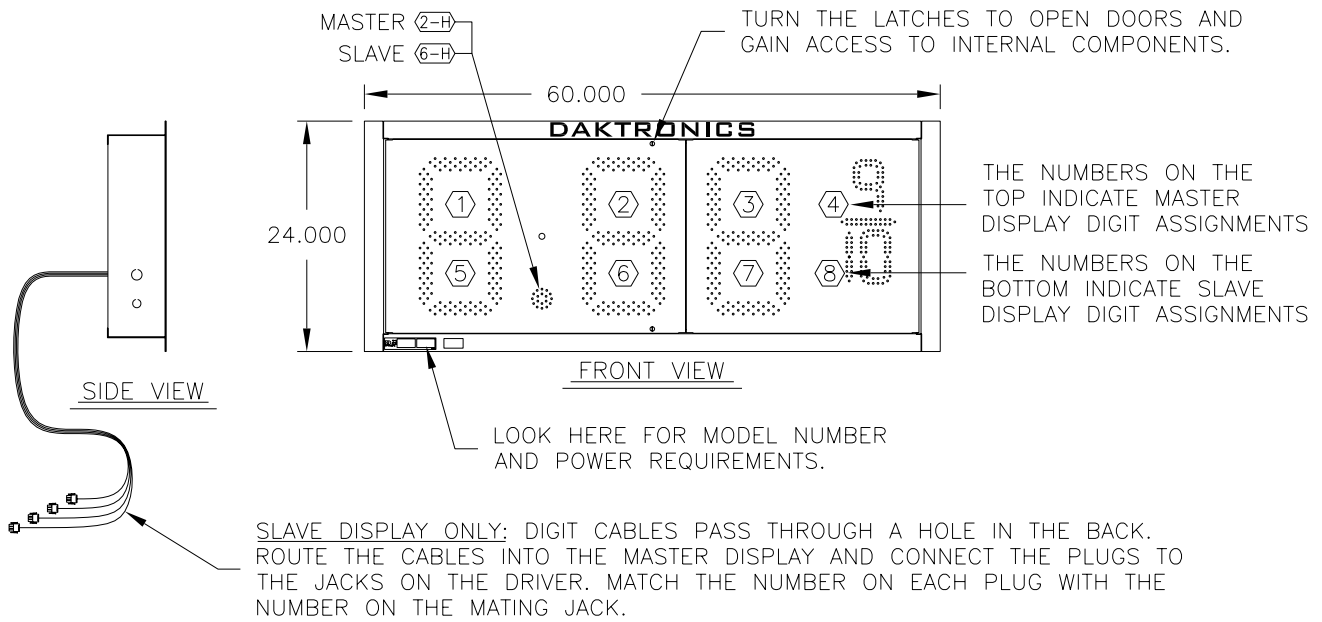 MASTER 2-H
SLAVE 6-H
TURN THE LATCHES TO OPEN DOORS AND
GAIN ACCESS TO INTERNAL COMPONENTS.
60.000
24.000
DAKTRONICS
1
2
3
4
5
6
7
8
9
10
THE NUMBERS ON THE
TOP INDICATE MASTER
DISPLAY DIGIT ASSIGNMENTS
THE NUMBERS ON THE
BOTTOM INDICATE SLAVE
DISPLAY DIGIT ASSIGNMENTS
SIDE VIEW
FRONT VIEW
LOOK HERE FOR MODEL NUMBER
AND POWER REQUIREMENTS.
SLAVE DISPLAY ONLY: DIGIT CABLES PASS THROUGH A HOLE IN THE BACK.
ROUTE THE CABLES INTO THE MASTER DISPLAY AND CONNECT THE PLUGS TO
THE JACKS ON THE DRIVER. MATCH THE NUMBER ON EACH PLUG WITH THE
NUMBER ON THE MATING JACK.